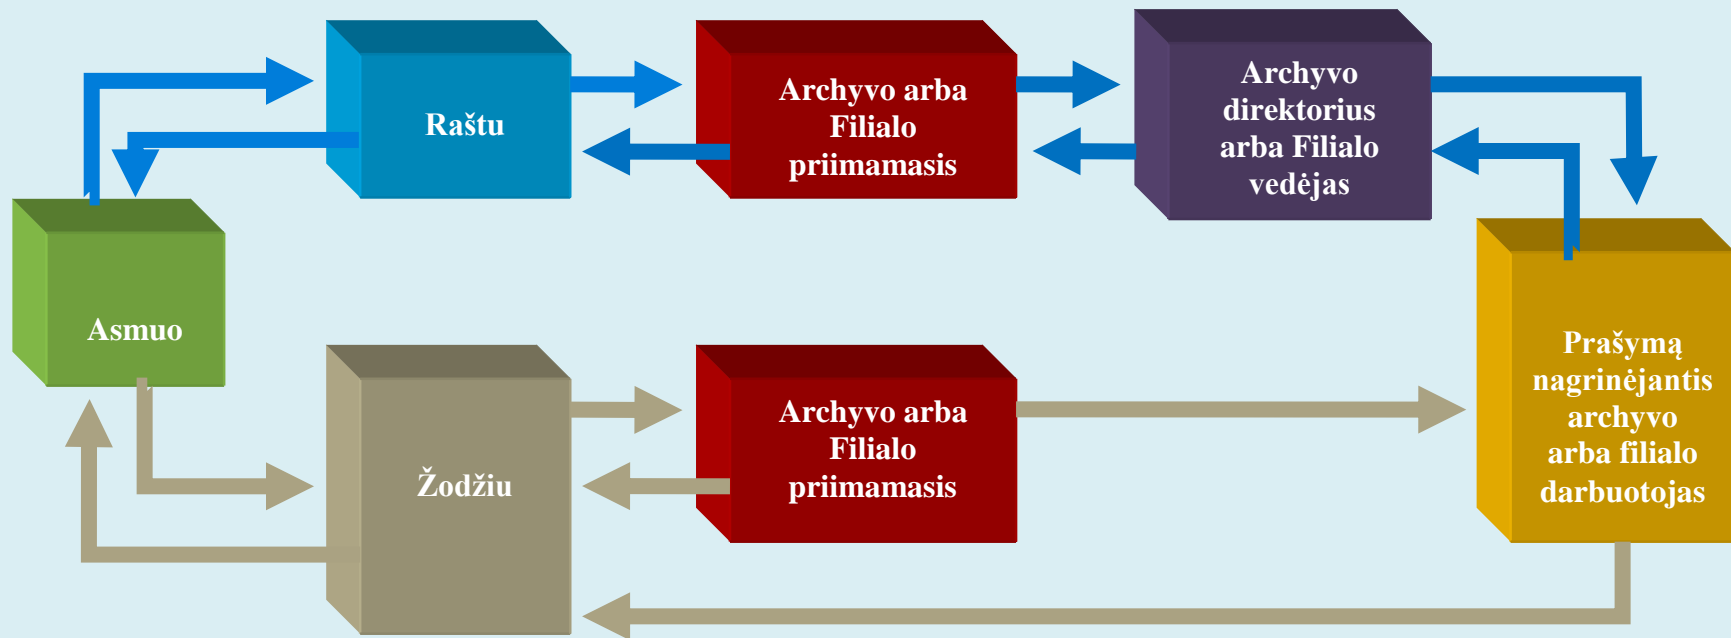 Raštu
Archyvo arba
Filialo
priimamasis
Archyvo
direktorius
arba Filialo
vedėjas
Asmuo
Žodžiu
Archyvo arba
Filialo
priimamasis
Prašymą
nagrinėjantis
archyvo
arba filialo
darbuotojas